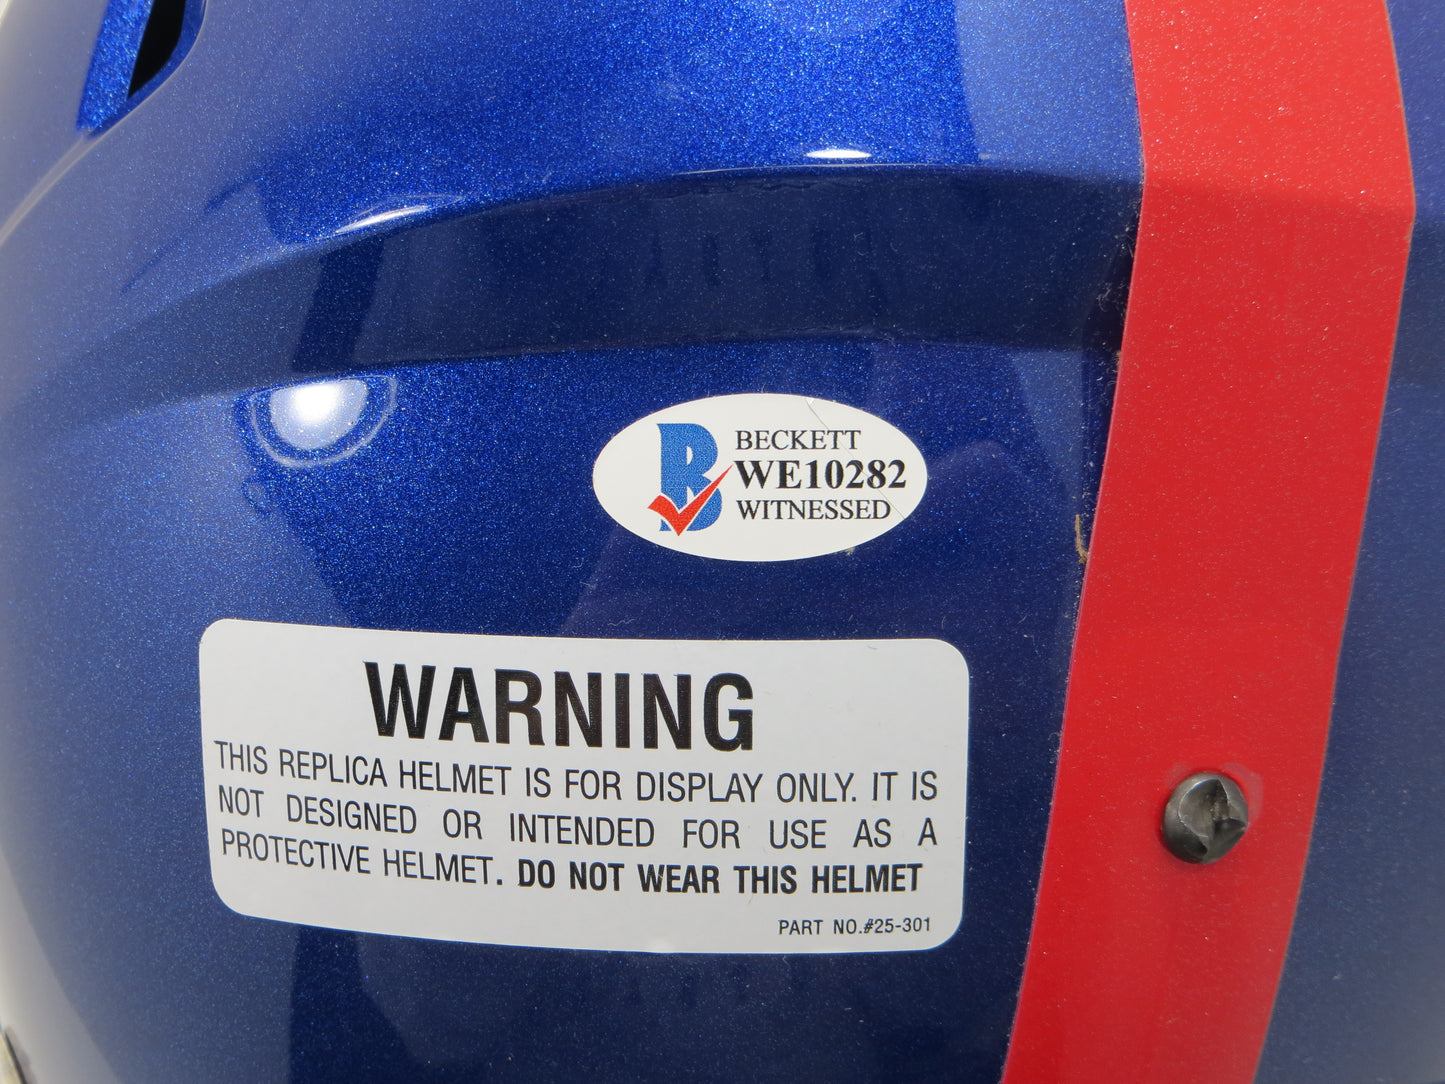 B
BECKETT
WE10282
WITNESSED
WARNING
THIS REPLICA HELMET IS FOR DISPLAY ONLY. IT IS
NOT DESIGNED OR INTENDED FOR USE AS A
PROTECTIVE HELMET. DO NOT WEAR THIS HELMET
PART NO.#25-301